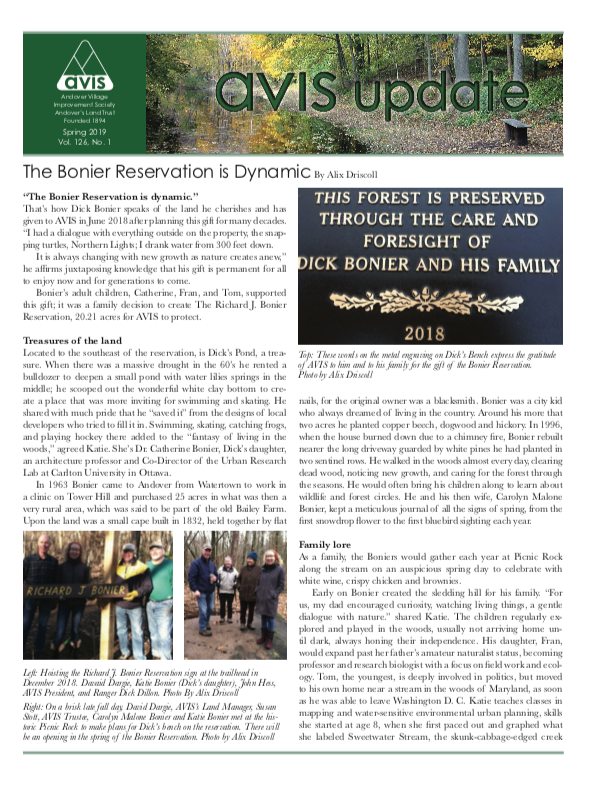 avis
Andover Village
Improvement Society
Andover's Land Trust
Founded 1894
Spring 2019
Vol. 126, No. 1
avis update
The Bonier Reservation is Dynamic By Alix Driscoll
“The Bonier Reservation is dynamic.”
That's how Dick Bonier speaks of the land he cherishes and has
given to AVIS in June 2018 after planning this gift for many decades.
“I had a dialogue with everything outside on the property, the snap-
ping turtles, Northern Lights; I drank water from 300 feet down.
It is always changing with new growth as nature creates anew,”
he affirms juxtaposing knowledge that his gift is permanent for all
to enjoy now and for generations to come.
Bonier's adult children, Catherine, Fran, and Tom, supported
this gift; it was a family decision to create The Richard J. Bonier
Reservation, 20.21 acres for AVIS to protect.
Treasures of the land
Located to the southeast of the reservation, is Dick's Pond, a trea-
sure. When there was a massive drought in the 60's he rented a
bulldozer to deepen a small pond with water lilies springs in the
middle; he scooped out the wonderful white clay bottom to cre-
ate a place that was more inviting for swimming and skating. He
shared with much pride that he “saved it” from the designs of local
developers who tried to fill it in. Swimming, skating, catching frogs,
and playing hockey there added to the “fantasy of living in the
woods,” agreed Katie. She's Dr. Catherine Bonier, Dick's daughter,
an architecture professor and Co-Director of the Urban Research
Lab at Carlton University in Ottawa.
In 1963 Bonier came to Andover from Watertown to work in
a clinic on Tower Hill and purchased 25 acres in what was then a
very rural area, which was said to be part of the old Bailey Farm.
Upon the land was a small cape built in 1832, held together by flat
RICHARD J BONIER
Left: Hoisting the Richard J. Bonier Reservation sign at the trailhead in
December 2018. David Dargie, Katie Bonier (Dick's daughter), John Hess,
AVIS President, and Ranger Dick Dillon. Photo By Alix Driscoll
Right: On a brisk late fall day, David Dargie, AVIS's Land Manager, Susan
Stott, AVIS Trustee, Carolyn Malone Bonier and Katie Bonier met at the his-
toric Picnic Rock to make plans for Dick's bench on the reservation. There will
be an opening in the spring of the Bonier Reservation. Photo by Alix Driscoll
THIS FOREST IS PRESERVED
THROUGH THE CARE AND
FORESIGHT OF
DICK BONIER AND HIS FAMILY
2018
Top: These words on the metal engraving on Dick's Bench express the gratitude
of AVIS to him and to his family for the gift of the Bonier Reservation.
Photo by Alix Driscoll
nails, for the original owner was a blacksmith. Bonier was a city kid
who always dreamed of living in the country. Around his more that
two acres he planted copper beech, dogwood and hickory. In 1996,
when the house burned down due to a chimney fire, Bonier rebuilt
nearer the long driveway guarded by white pines he had planted in
two sentinel rows. He walked in the woods almost every day, clearing
dead wood, noticing new growth, and caring for the forest through
the seasons. He would often bring his children along to learn about
wildlife and forest circles. He and his then wife, Carolyn Malone
Bonier, kept a meticulous journal of all the signs of spring, from the
first snowdrop flower to the first bluebird sighting each year.
Family lore
As a family, the Boniers would gather each year at Picnic Rock
along the stream on an auspicious spring day to celebrate with
white wine, crispy chicken and brownies.
Early on Bonier created the sledding hill for his family. “For
us, my dad encouraged curiosity, watching living things, a gentle
dialogue with nature.” shared Katie. The children regularly ex-
plored and played in the woods, usually not arriving home un-
til dark, always honing their independence. His daughter, Fran,
would expand past her father's amateur naturalist status, becoming
professor and research biologist with a focus on field work and ecol-
ogy. Tom, the youngest, is deeply involved in politics, but moved
to his own home near a stream in the woods of Maryland, as soon
as he was able to leave Washington D. C. Katie teaches classes in
mapping and water-sensitive environmental urban planning, skills
she started at age 8, when she first paced out and graphed what
she labeled Sweetwater Stream, the skunk-cabbage-edged creek